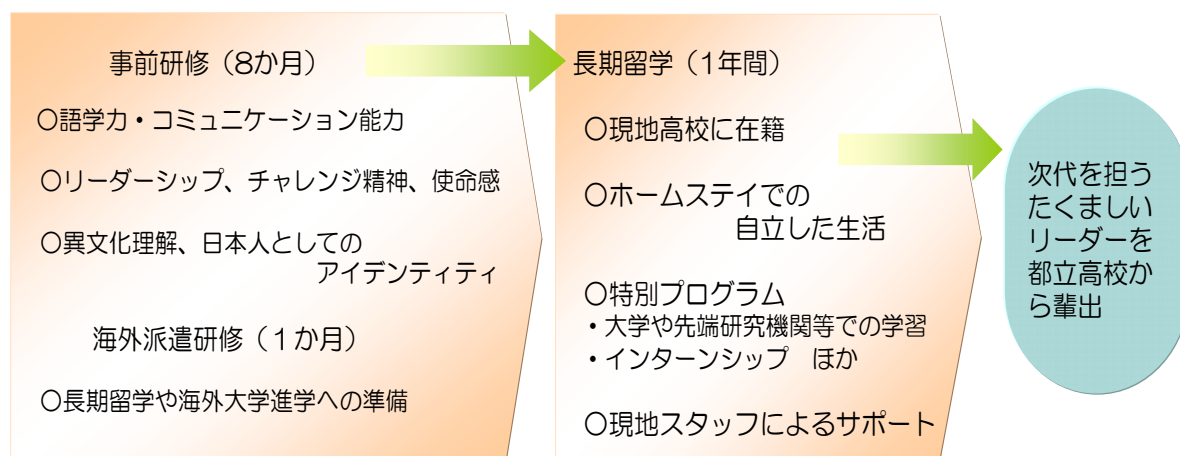 事前研修（8か月）
〇語学力・コミュニケーション能力
〇リーダーシップ、チャレンジ精神、使命感
〇異文化理解、日本人としての
アイデンティティ
海外派遣研修（１か月）
〇長期留学や海外大学進学への準備
長期留学（1年間）
〇現地高校に在籍
〇ホームステイでの
自立した生活
〇特別プログラム
・大学や先端研究機関等での学習
・インターンシップ　ほか
〇現地スタッフによるサポート
次代を担う
たくましい
リーダーを
都立高校か
ら輩出